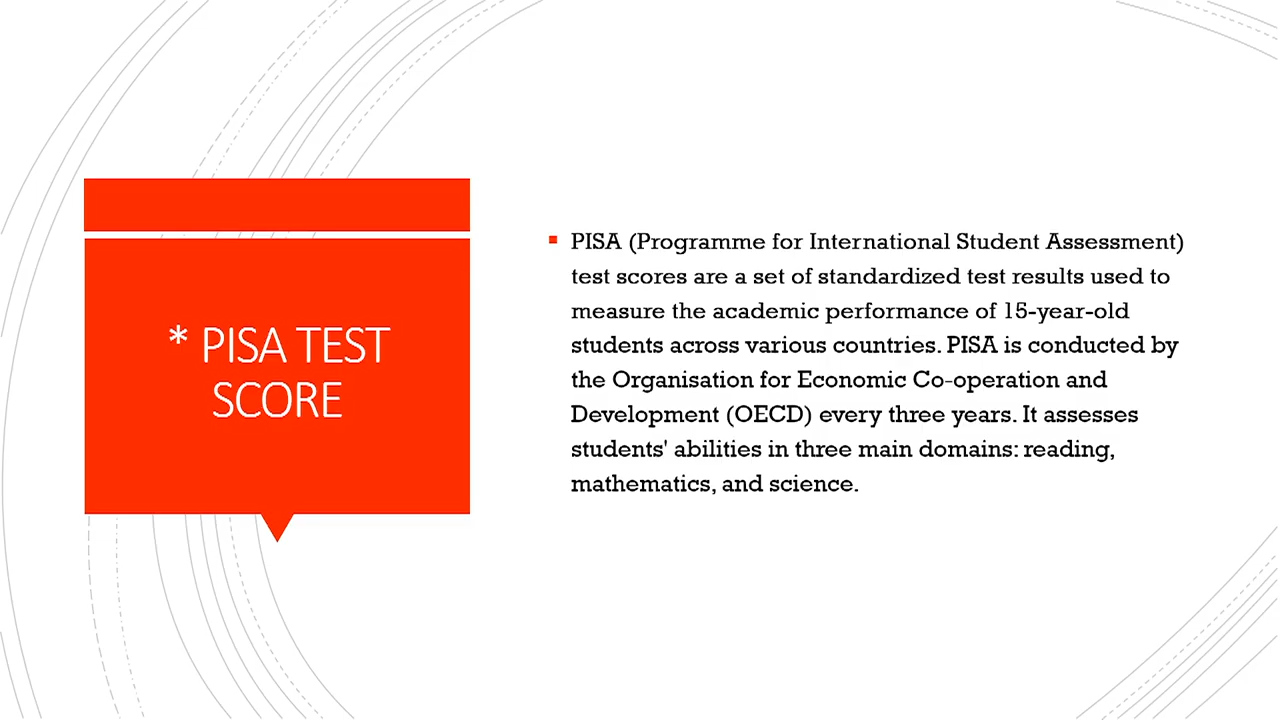 * PISA TEST
SCORE
PISA (Programme for International Student Assessment)
test scores are a set of standardized test results used to
measure the academic performance of 15-year-old
students across various countries. PISA is conducted by
the Organisation for Economic Co-operation and
Development (OECD) every three years. It assesses
students' abilities in three main domains: reading,
mathematics, and science.